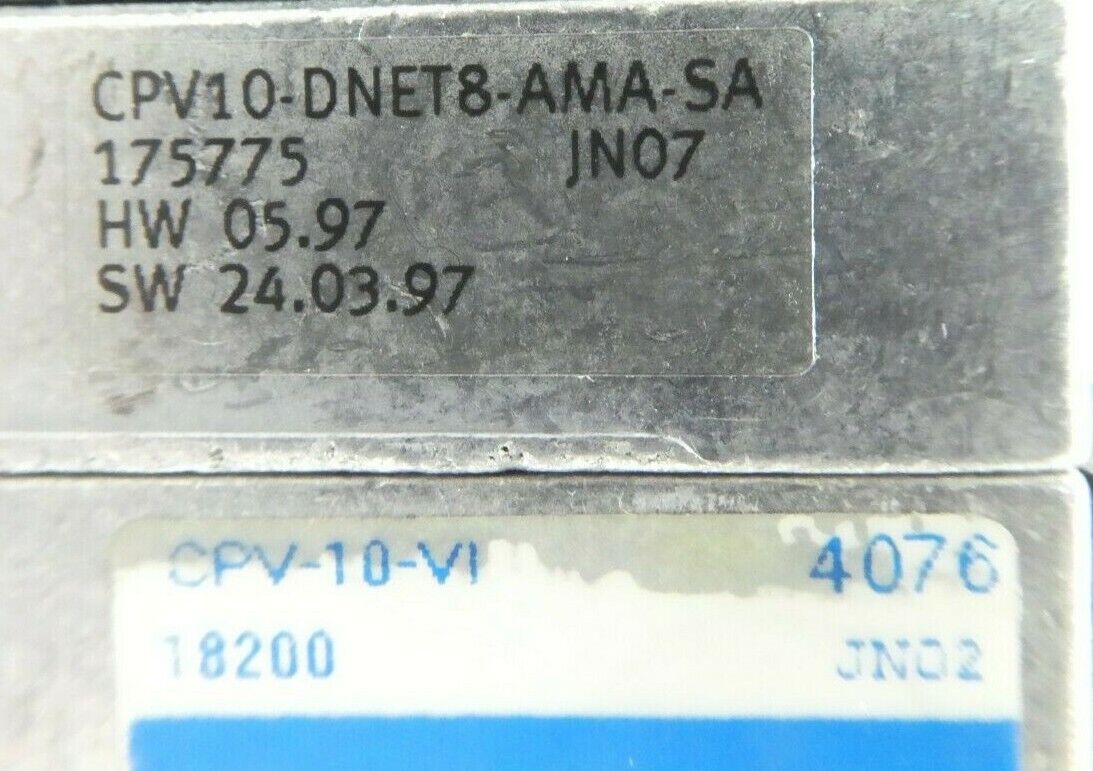 CPV10-DNET8-AMA-SA
175775 JN07
HW 05.97
SW 24.03.97
CPV-10-VI 4076
18200 JN02